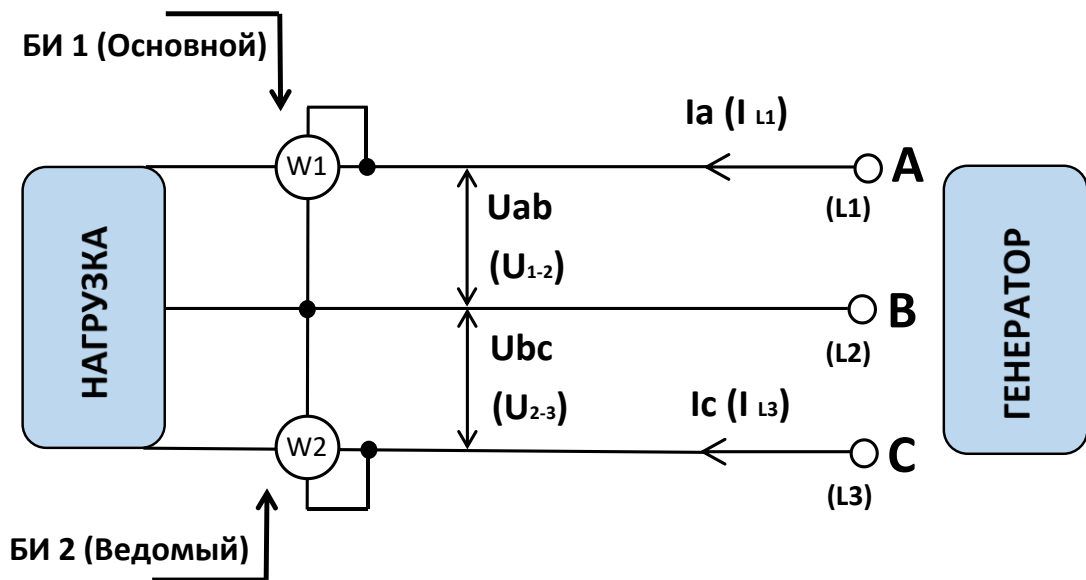 БИ 1 (Основной)
W1
Ia (I L1)
A
(L1)
Uab
(U1-2)
НАГРУЗКА
ГЕНЕРАТОР
B
(L2)
Ubc
(U2-3)
Ic (I L3)
W2
C
(L3)
БИ 2 (Ведомый)